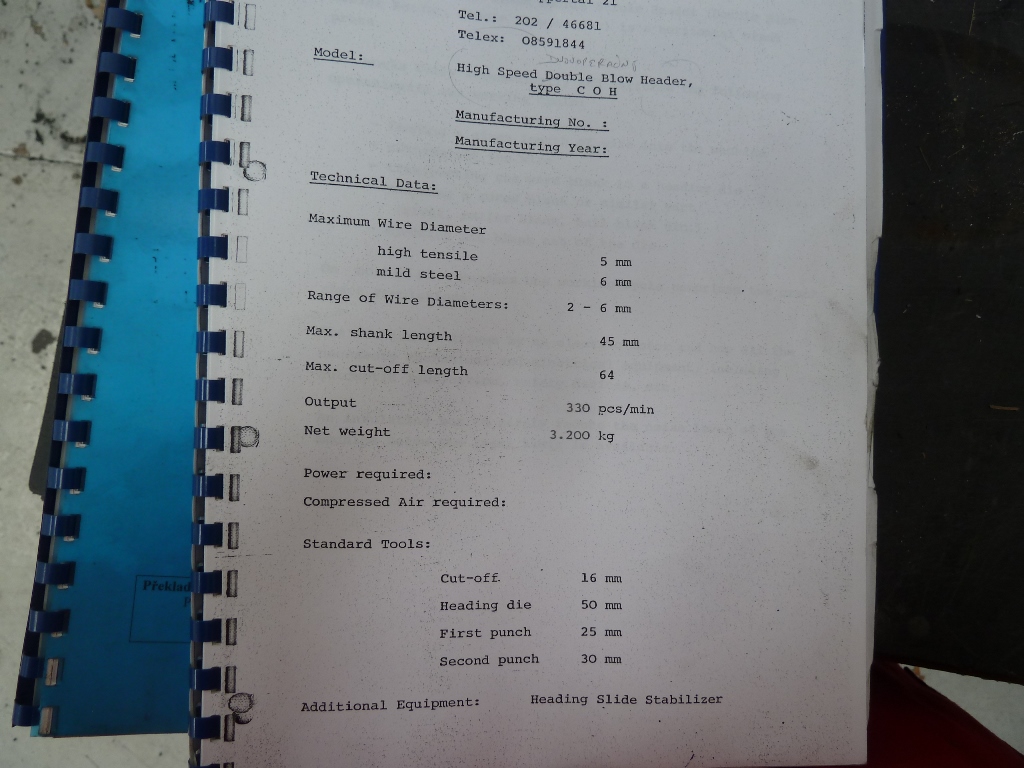 21
Tel.: 202 / 46681
Telex: 08591844
Model:
High Speed Double Blow Header,
type C O H
Manufacturing No. :
Manufacturing Year:
Technical Data:
Maximum Wire Diameter
high tensile 5 mm
mild steel 6 mm
Range of Wire Diameters: 2 - 6 mm
Max. shank length 45 mm
Max. cut-off length 64
Output 330 pcs/min
Net weight 3.200 kg
Power required:
Compressed Air required:
Standard Tools:
Cut-off 16 mm
Heading die 50 mm
First punch 25 mm
Second punch 30 mm
Additional Equipment: Heading Slide Stabilizer
Překlad